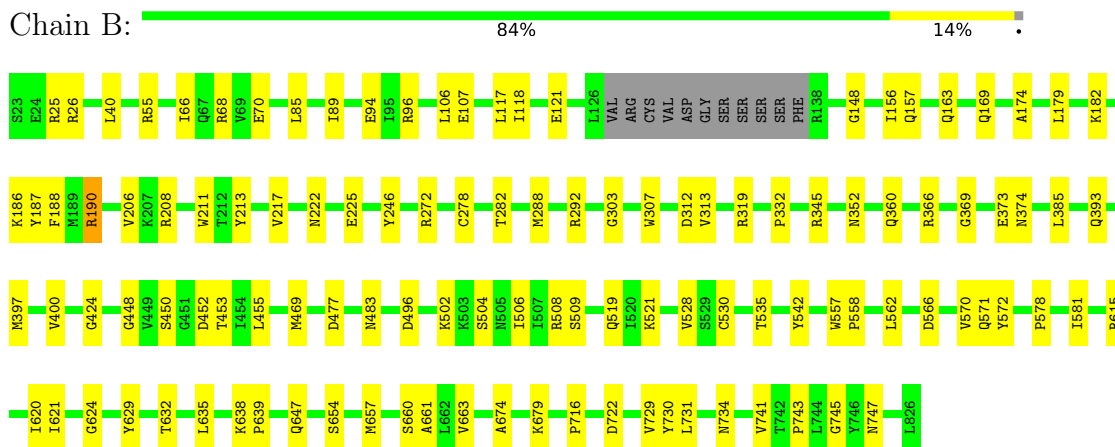 Chain B:
84% 14% •
S23 E24 R25 R26 L40 R55 I66 Q67 R68 V69 E70 L85 I89 E94 I95 R96 L106 E107 L117 I118 E121 L126 VAL ARG CYS VAL ASP GLY SER SER SER SER PHE R138 G148 I156 Q157 Q163 Q169 A174 L179 K182
K186 Y187 F188 M189 R190 V206 K207 R208 W211 T212 Y213 V217 N222 E225 Y246 R272 C278 T282 M288 R292 G303 W307 D312 V313 R319 P332 R345 N352 Q360 R366 G369 E373 N374 L385 Q393
M397 V400 G424 G448 V449 S450 G451 D452 T453 I454 L455 M469 D477 N483 D496 K502 K503 S504 N505 I506 I507 R508 S509 Q519 I520 K521 V528 S529 C530 T535 Y542 W557 P558 L562 D566 V570 Q571 Y572 P578 I581
I620 I621 G624 Y629 T632 L635 K638 P639 Q647 S654 M657 S660 A661 L662 V663 A674 K679 P716 D722 V729 Y730 L731 N734 V741 T742 P743 L744 G745 Y746 N747 L826